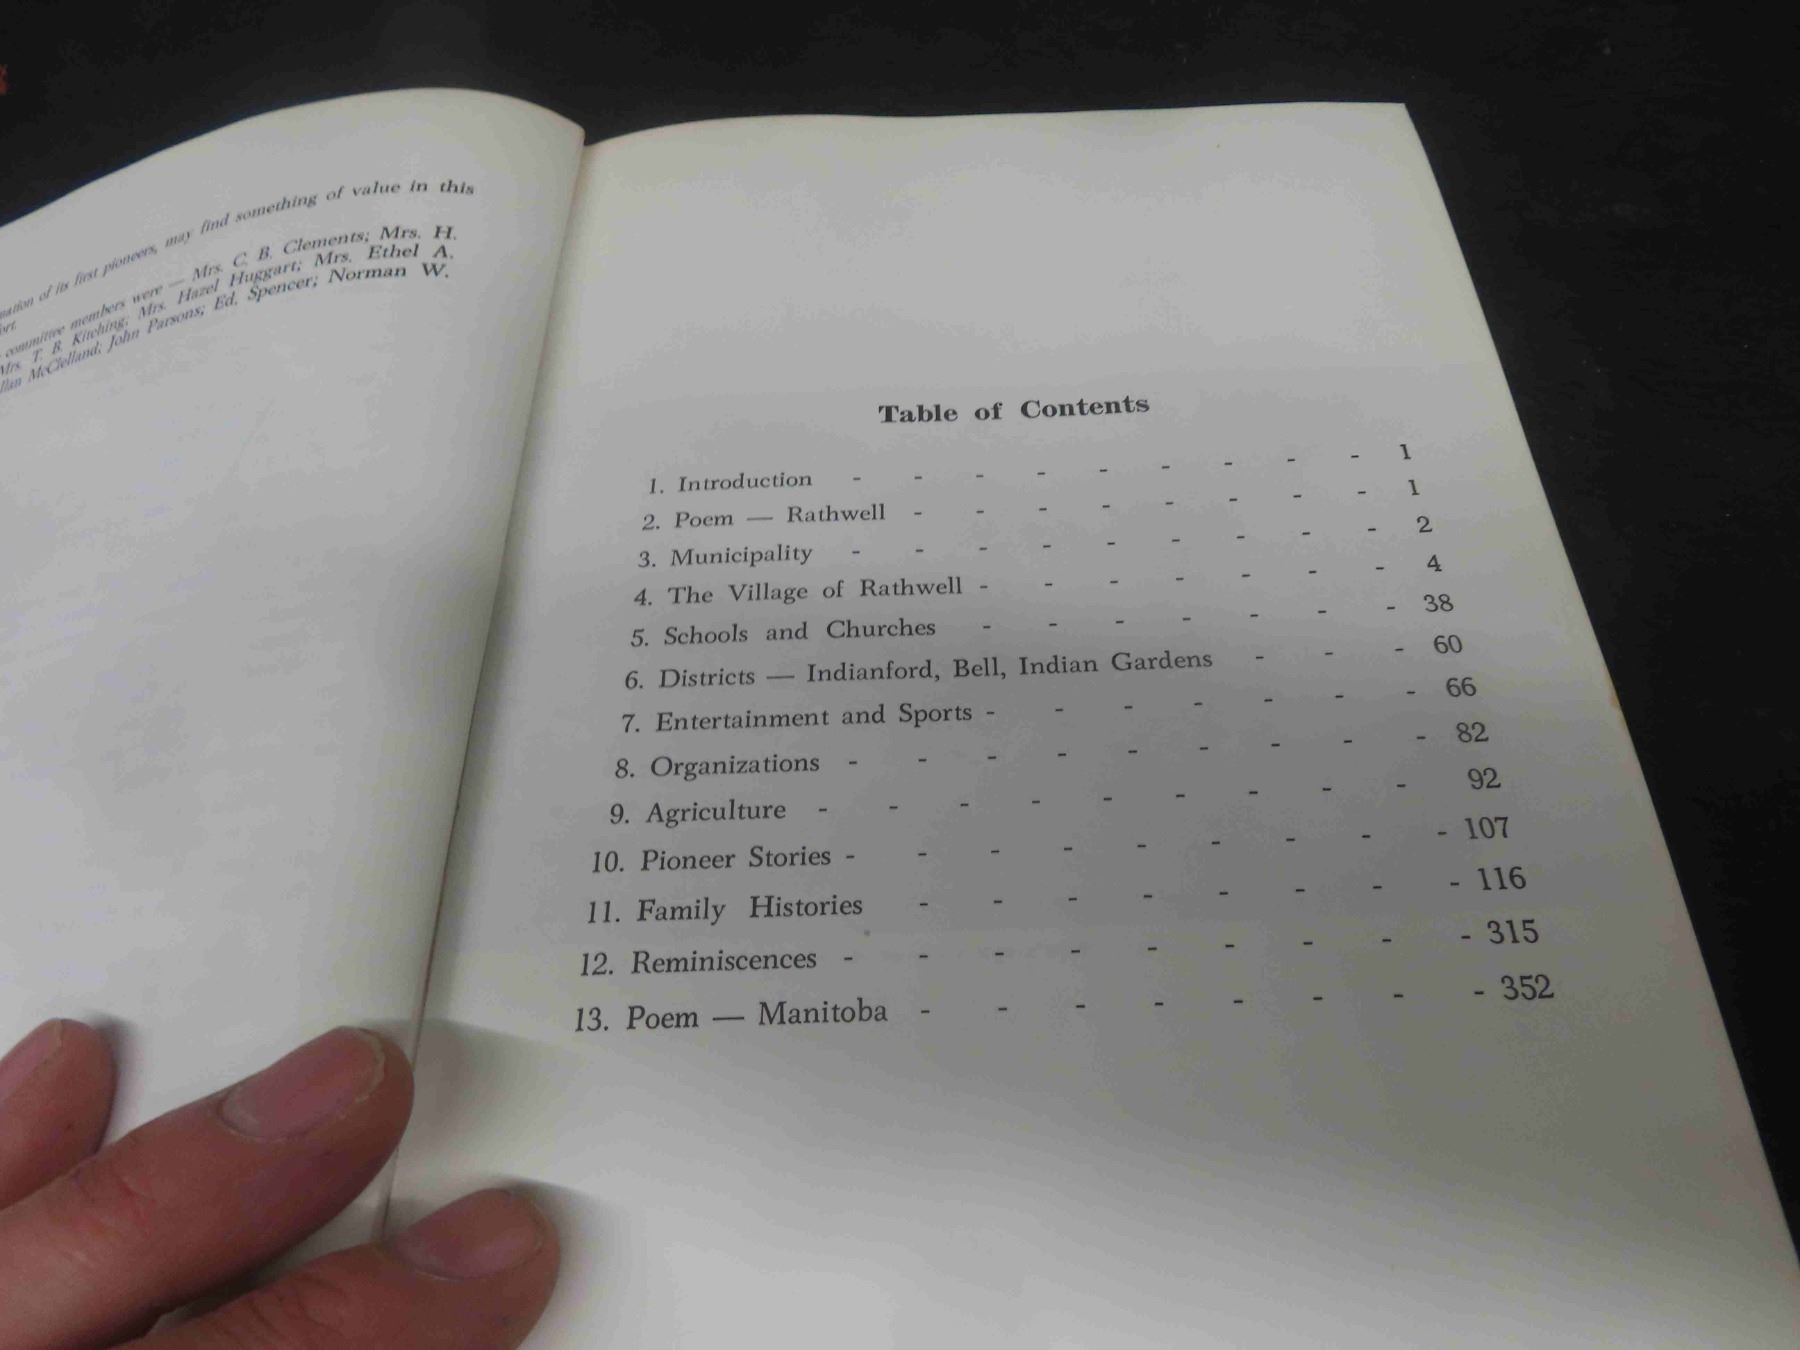 mation of its first pioneers, may find something of value in this
committee members were — Mrs. C. B. Clements; Mrs. H.
Mrs. T. B. Kitching; Mrs. Hazel Huggart; Mrs. Ethel A.
McClelland; John Parsons; Ed. Spencer; Norman W.
Table of Contents
1. Introduction - - - - - - - - - 1
2. Poem — Rathwell - - - - - - - - 1
3. Municipality - - - - - - - - - 2
4. The Village of Rathwell - - - - - - - 4
5. Schools and Churches - - - - - - - 38
6. Districts — Indianford, Bell, Indian Gardens - - - 60
7. Entertainment and Sports - - - - - - - 66
8. Organizations - - - - - - - - - 82
9. Agriculture - - - - - - - - - 92
10. Pioneer Stories - - - - - - - - - 107
11. Family Histories - - - - - - - - 116
12. Reminiscences - - - - - - - - - 315
13. Poem — Manitoba - - - - - - - - 352